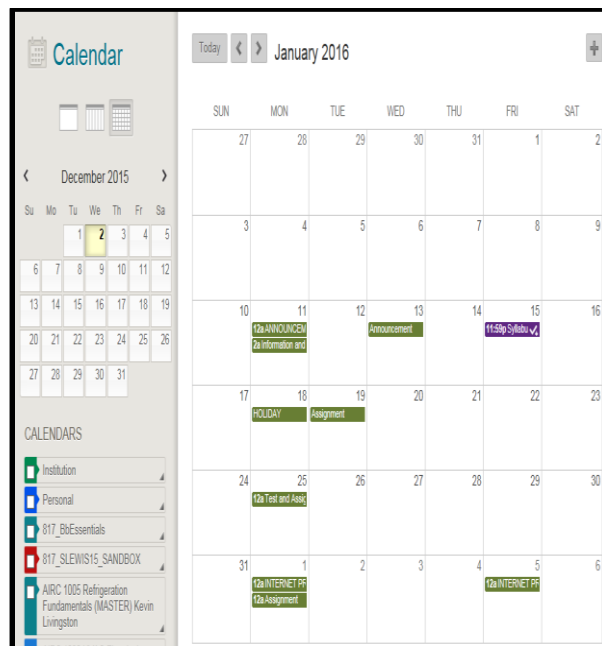 Calendar
December 2015
Su Mo Tu We Th Fr Sa
1 2 3 4 5
6 7 8 9 10 11 12
13 14 15 16 17 18 19
20 21 22 23 24 25 26
27 28 29 30 31
CALENDARS
Institution
Personal
817_BbEssentials
817_SLEWIS15_SANDBOX
AIRC 1005 Refrigeration
Fundamentals (MASTER) Kevin
Livingston
Today January 2016
SUN MON TUE WED THU FRI SAT
27 28 29 30 31 1 2
3 4 5 6 7 8 9
10 11 12 13 14 15 16
12a ANNOUNCEM Announcement 11:59p Syllabu
2a Information and
17 18 19 20 21 22 23
HOLIDAY Assignment
24 25 26 27 28 29 30
12a Test and Assig
31 1 2 3 4 5 6
12a INTERNET PF 12a INTERNET PF
12a Assignment